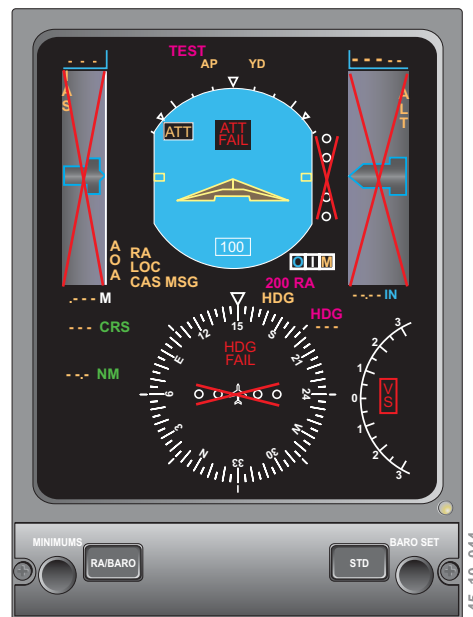 TEST
AP YD
- - - -
- - - - -
I
A
S
A
L
T
ATT
ATT
FAIL
100
A
O
A
RA
LOC
CAS MSG
O I M
200 RA
HDG
.--- M
--.-- IN
HDG
---
--- CRS
--.- NM
HDG
FAIL
12 15 S 21 24 W 30 33 N 3 6 E
3
2
1
0
1
2
3
V
S
MINIMUMS
RA/BARO
STD
BARO SET